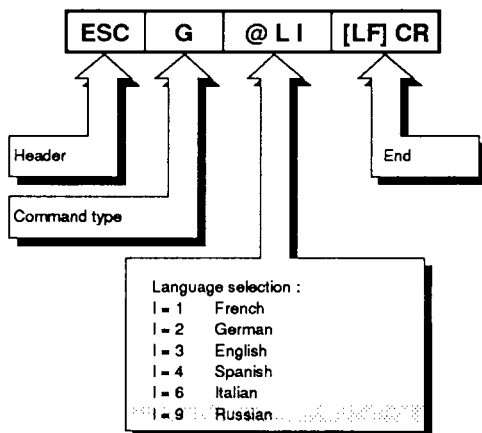 ESC G @ L I [LF] CR
Header
End
Command type
Language selection :
I = 1 French
I = 2 German
I = 3 English
I = 4 Spanish
I = 6 Italian
I = 9 Russian